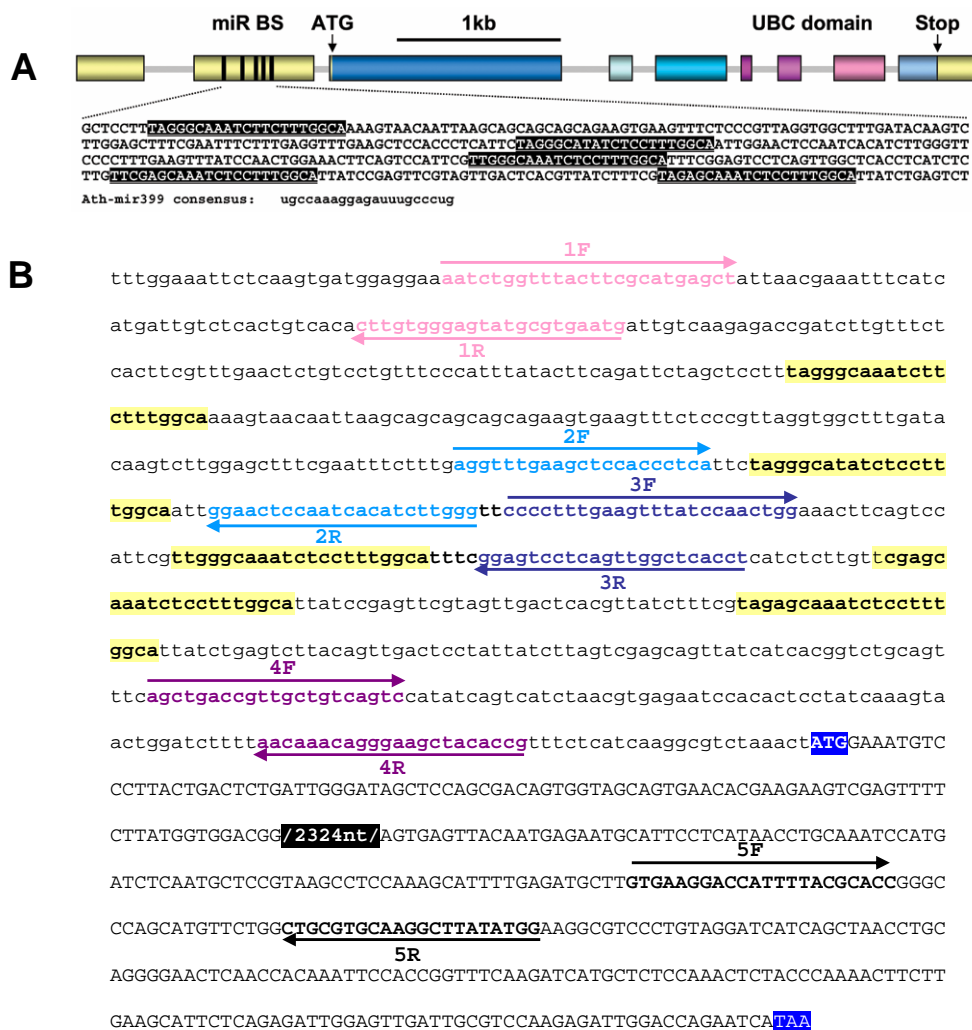 miR BS ATG 1kb UBC domain Stop
A
GCTCCTTTAGGGCAAATCTTCTTTGGCAAAAGTAACAATTAAGCAGCAGCAGCAGAAGTGAAGTTTCTCCCGTTAGGTGGCTTTGATACAAGTC
TTGGAGCTTTCGAATTTCTTTGAGGTTTGAAGCTCCACCCTCATTCTAGGGCATATCTCCTTTGGCAATTGGAACTCCAATCACATCTTGGGTT
CCCCTTTGAAGTTTATCCAACTGGAAACTTCAGTCCATTCGTTGGGCAAATCTCCTTTGGCATTTCGGAGTCCTCAGTTGGCTCACCTCATCTC
TTGTTCGAGCAAATCTCCTTTGGCATTATCCGAGTTCGTAGTTGACTCACGTTATCTTTCGTAGAGCAAATCTCCTTTGGCATTATCTGAGTCT
Ath-mir399 consensus: ugccaaaggagauuugcccug
B
1F
tttggaaattctcaagtgatggaggaaaatctggtttacttcgcatgagctattaacgaaatttcatc
atgattgtctcactgtcacacttgtgggagtatgcgtgaatgattgtcaagagaccgatcttgtttct
1R
cacttcgtttgaactctgtcctgtttcccatttatacttcagattctagctcctttagggcaaatctt
ctttggcaaaagtaacaattaagcagcagcagcagaagtgaagtttctcccgttaggtggctttgata
2F
caagtcttggagctttcgaatttctttgaggtttgaagctccaccctcattctagggcatatctcctt
3F
tggcaattggaactccaatcacatcttgggttcccctttgaagtttatccaactggaaacttcagtcc
2R
attcgttgggcaaatctcctttggcatttcggagtcctcagttggctcacctcatctcttgttcgagc
3R
aaatctcctttggcattatccgagttcgtagttgactcacgttatctttcgtagagcaaatctccttt
ggcattatctgagtcttacagttgactcctattatcttagtcgagcagttatcatcacggtctgcagt
4F
ttcagctgaccgttgctgtcagtccatatcagtcatctaacgtgagaatccacactcctatcaaagta
actggatcttttaacaaacagggaagctacaccgtttctcatcaaggcgtctaaactATGGAAATGTC
4R
CCTTACTGACTCTGATTGGGATAGCTCCAGCGACAGTGGTAGCAGTGAACACGAAGAAGTCGAGTTTT
CTTATGGTGGACGG/2324nt/AGTGAGTTACAATGAGAATGCATTCCTCATAACCTGCAAATCCATG
5F
ATCTCAATGCTCCGTAAGCCTCCAAAGCATTTTGAGATGCTTGTGAAGGACCATTTTACGCACCGGGC
CCAGCATGTTCTGGCTGCGTGCAAGGCTTATATGGAAGGCGTCCCTGTAGGATCATCAGCTAACCTGC
5R
AGGGGAACTCAACCACAAATTCCACCGGTTTCAAGATCATGCTCTCCAAACTCTACCCAAAACTTCTT
GAAGCATTCTCAGAGATTGGAGTTGATTGCGTCCAAGAGATTGGACCAGAATCATAA